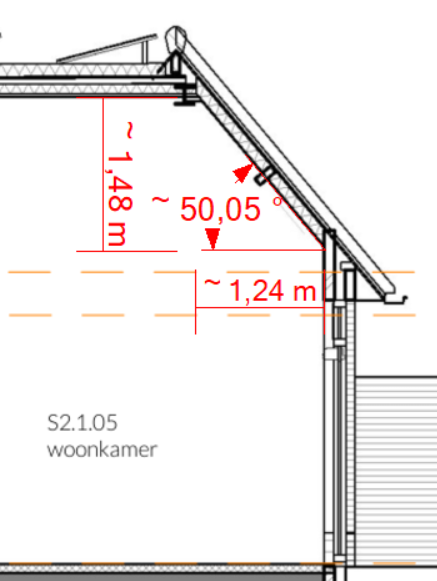 ~ 1,48 m
~ 50,05 °
~ 1,24 m
S2.1.05
woonkamer